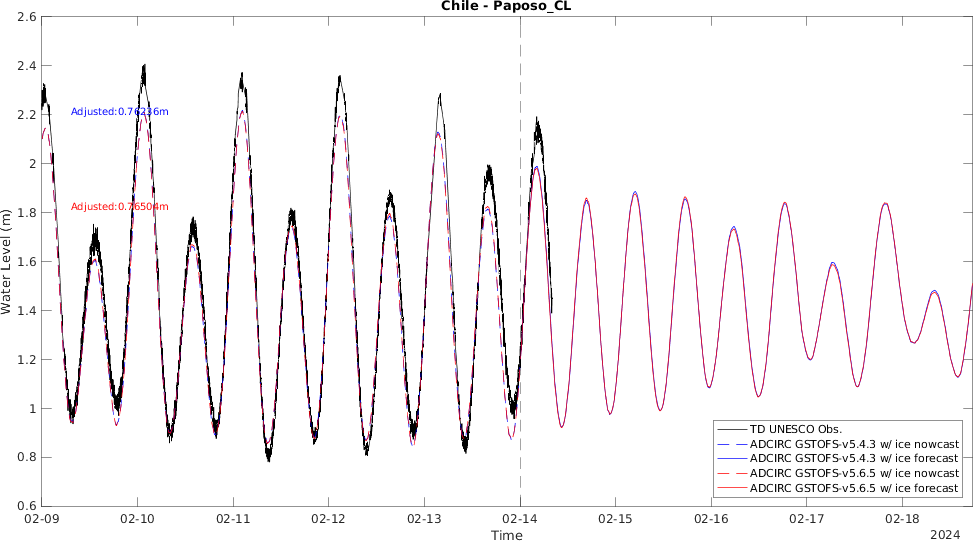 Chile - Paposo_CL
2.6
2.4
2.2
2
1.8
1.6
1.4
1.2
1
0.8
0.6
Water Level (m)
Adjusted:0.76236m
Adjusted:0.76504m
TD UNESCO Obs.
ADCIRC GSTOFS-v5.4.3 w/ ice nowcast
ADCIRC GSTOFS-v5.4.3 w/ ice forecast
ADCIRC GSTOFS-v5.6.5 w/ ice nowcast
ADCIRC GSTOFS-v5.6.5 w/ ice forecast
02-09 02-10 02-11 02-12 02-13 02-14 02-15 02-16 02-17 02-18
Time
2024